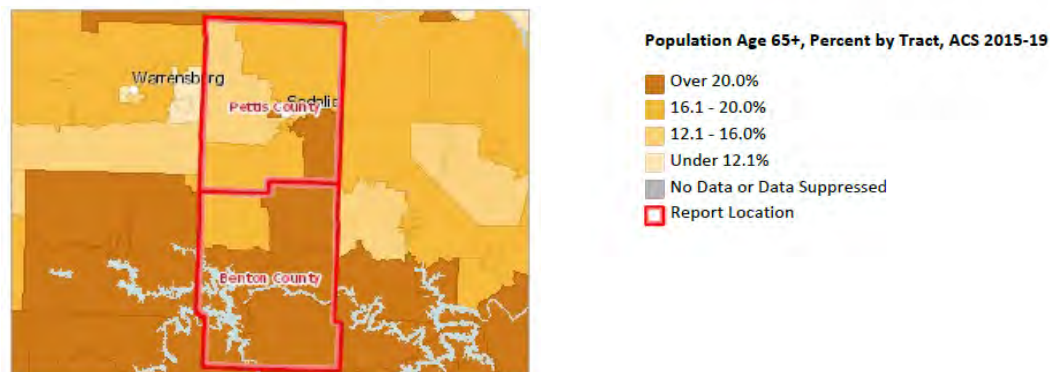 Population Age 65+, Percent by Tract, ACS 2015-19
Over 20.0%
16.1 - 20.0%
12.1 - 16.0%
Under 12.1%
No Data or Data Suppressed
Report Location
Warrensburg
Sedalia
Pettis County
Benton County